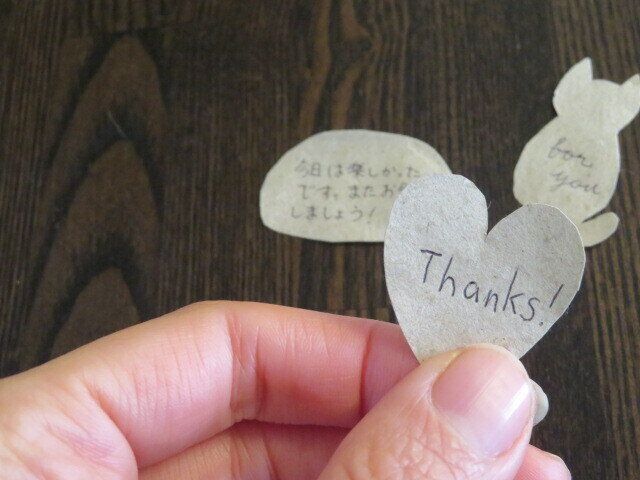 今日は楽しかった
です。またお
しましょう!
for
you
Thanks!